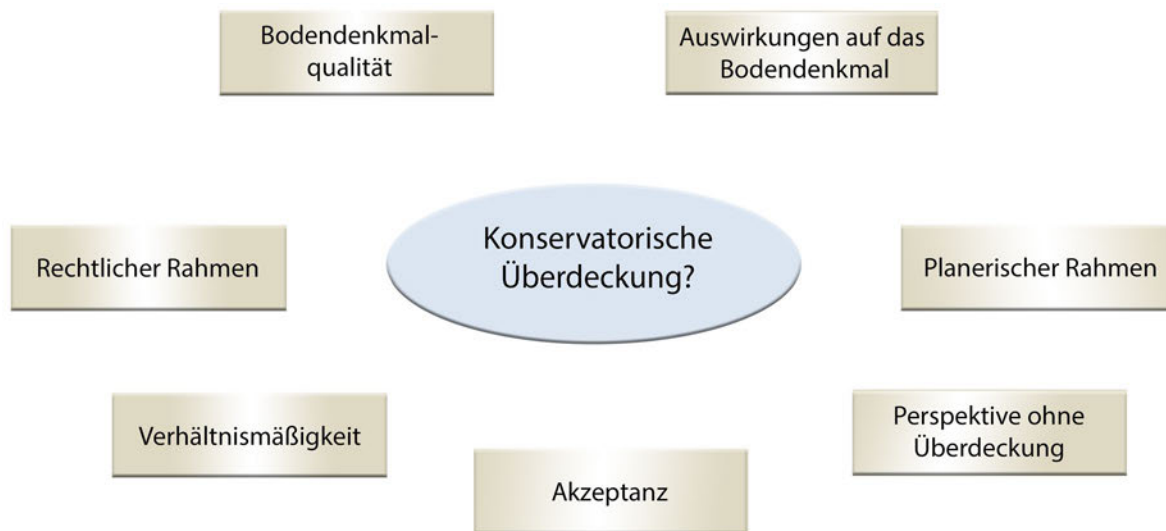 Bodendenkmal-
qualität
Auswirkungen auf das
Bodendenkmal
Rechtlicher Rahmen
Konservatorische
Überdeckung?
Planerischer Rahmen
Verhältnismäßigkeit
Akzeptanz
Perspektive ohne
Überdeckung